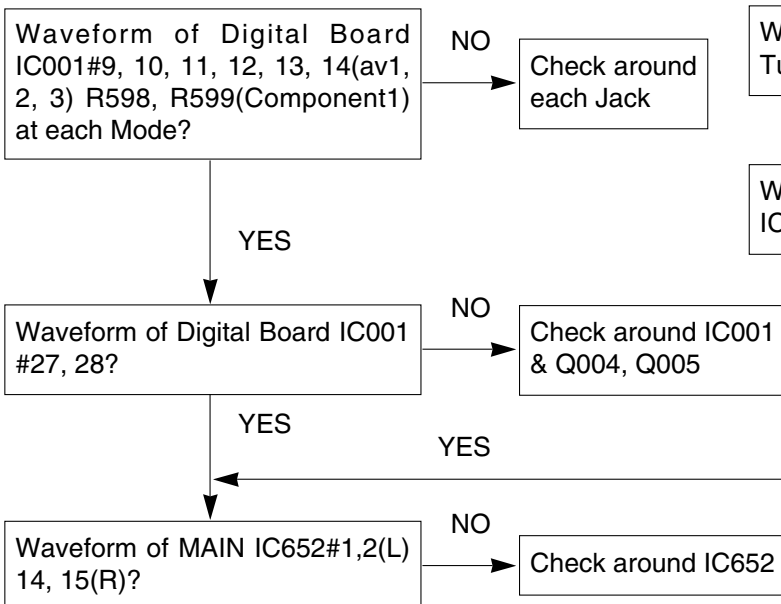 Waveform of Digital Board
IC001#9, 10, 11, 12, 13, 14(av1,
2, 3) R598, R599(Component1)
at each Mode?
NO
Check around
each Jack
YES
Waveform of Digital Board IC001
#27, 28?
NO
Check around IC001
& Q004, Q005
YES
YES
Waveform of MAIN IC652#1,2(L)
14, 15(R)?
NO
Check around IC652